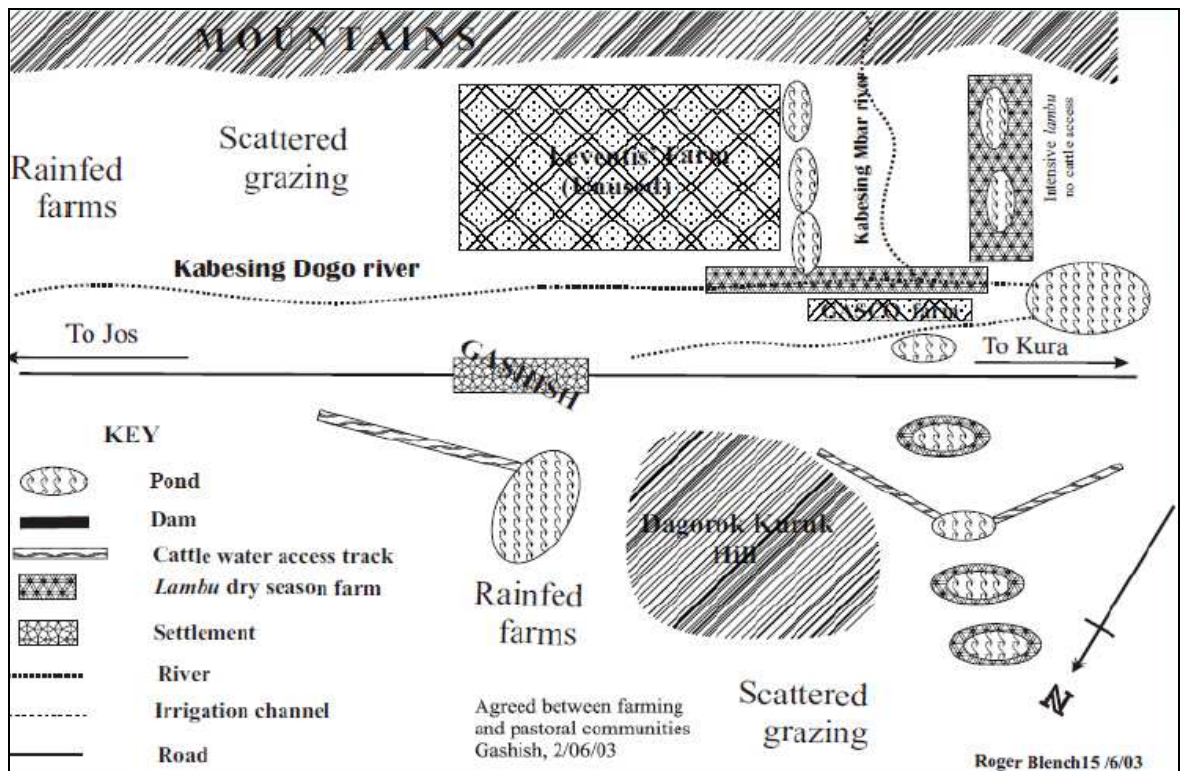 MOUNTAINS
Scattered
grazing
Rainfed
farms
Leventis' Farm
(Unused)
Kabesing Mbar river
Intensive lambu
no cattle access
Kabesing Dogo river
GASCO farm
To Jos
GASHISH
To Kura
KEY
Pond
Dam
Cattle water access track
Lambu dry season farm
Settlement
River
Irrigation channel
Road
Dagorok Kuruk
Hill
Rainfed
farms
Scattered
grazing
Agreed between farming
and pastoral communities
Gashish, 2/06/03
N
Roger Blench15 /6/03